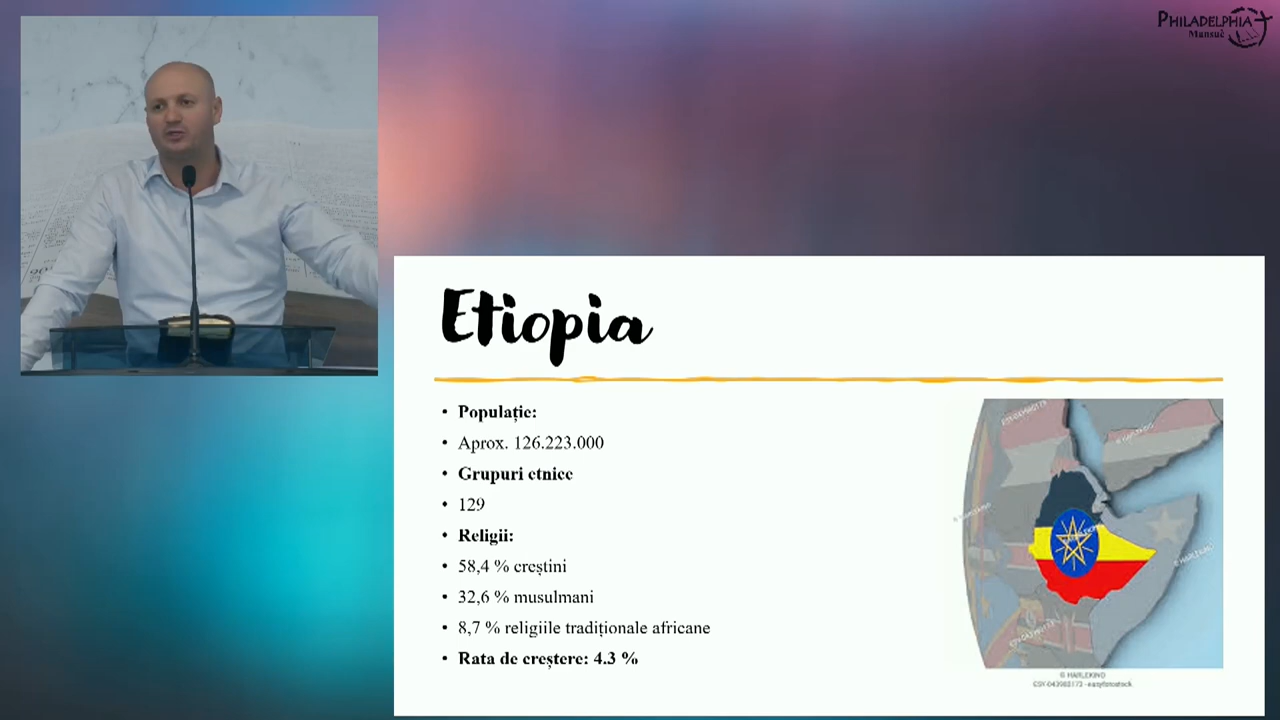 PHILADELPHIA
Mansuè
Etiopia
• Populație:
• Aprox. 126.223.000
• Grupuri etnice
• 129
• Religii:
• 58,4 % creștini
• 32,6 % musulmani
• 8,7 % religiile tradiționale africane
• Rata de creștere: 4.3 %
© HARLEKINO